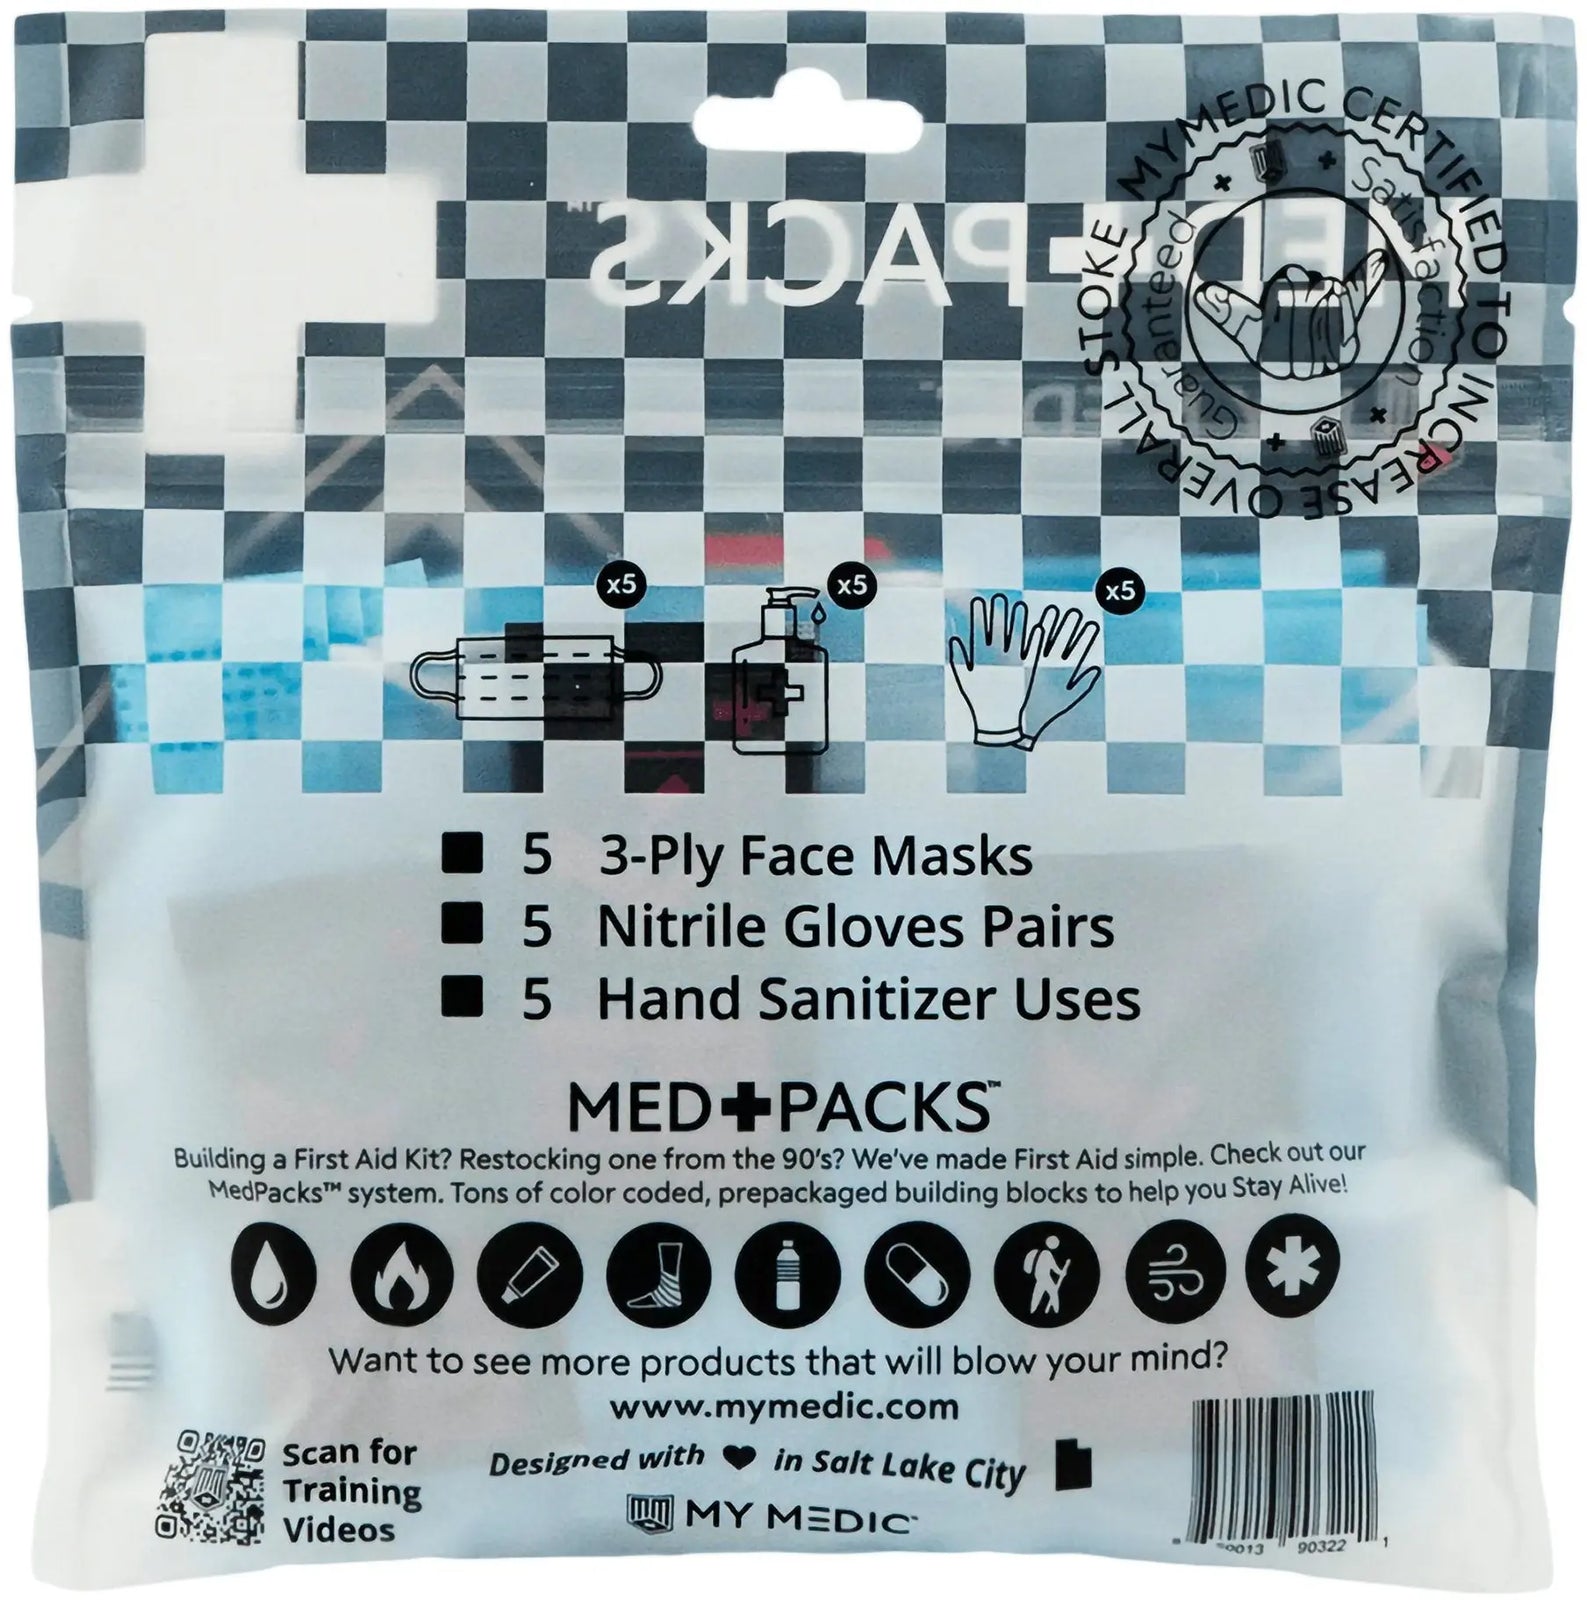 MYMEDIC CERTIFIED TO INCREASE OVERALL STOKE
Satisfaction
Guaranteed
MED+PACKS™
x5
x5
x5
5 3-Ply Face Masks
5 Nitrile Gloves Pairs
5 Hand Sanitizer Uses
MED+PACKS™
Building a First Aid Kit? Restocking one from the 90's? We've made First Aid simple. Check out our
MedPacks™ system. Tons of color coded, prepackaged building blocks to help you Stay Alive!
Want to see more products that will blow your mind?
www.mymedic.com
Scan for
Training
Videos
Designed with ♥ in Salt Lake City
MY MEDIC
90322 1